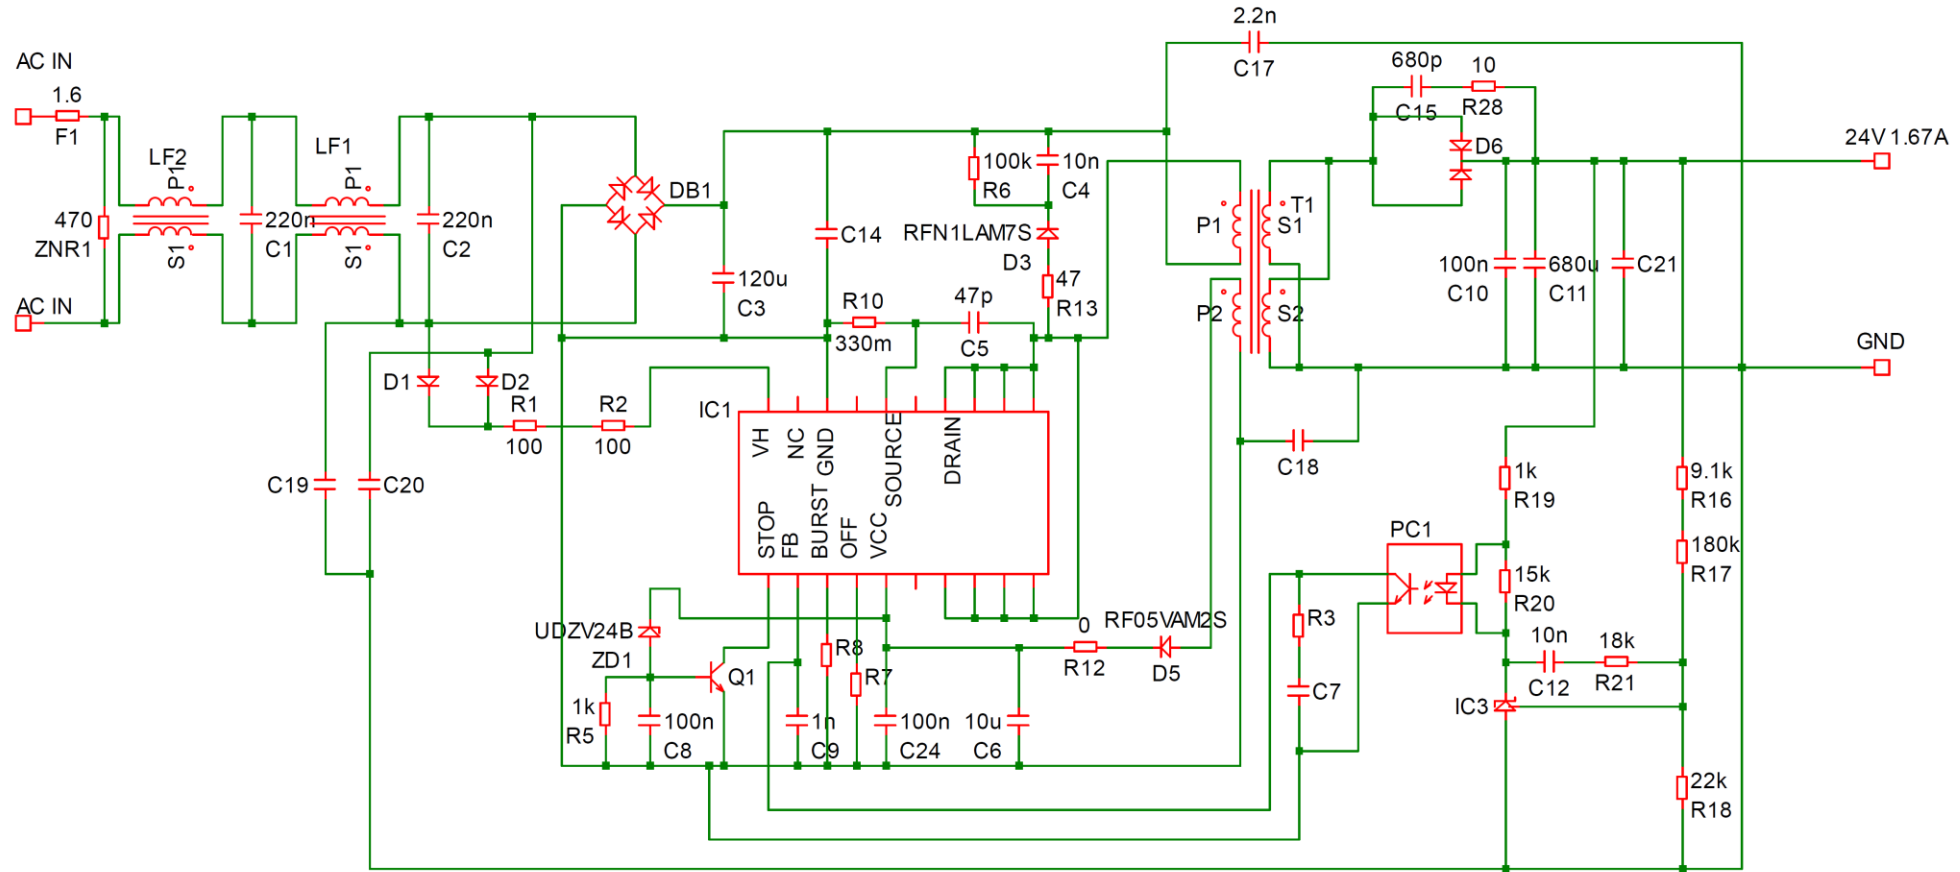 2.2n
C17
AC IN
1.6
F1
680p
10
C15
R28
24V 1.67A
LF2
LF1
P1
P1
DB1
100k
10n
R6
C4
D6
470
ZNR1
220n
C1
220n
C2
S1
S1
C14
RFN1LAM7S
D3
P1
T1
S1
120u
C3
47
R13
100n
C10
680u
C11
C21
AC IN
R10
330m
47p
C5
P2
S2
GND
D1
D2
R1
100
R2
100
IC1
VH
NC
GND
SOURCE
DRAIN
C18
C19
C20
1k
R19
9.1k
R16
STOP
FB
BURST
OFF
VCC
PC1
180k
R17
15k
R20
UDZV24B
ZD1
0
R12
RF05VAM2S
D5
R3
10n
C12
18k
R21
R8
R7
Q1
C7
IC3
1k
R5
100n
C8
1n
C9
100n
C24
10u
C6
22k
R18